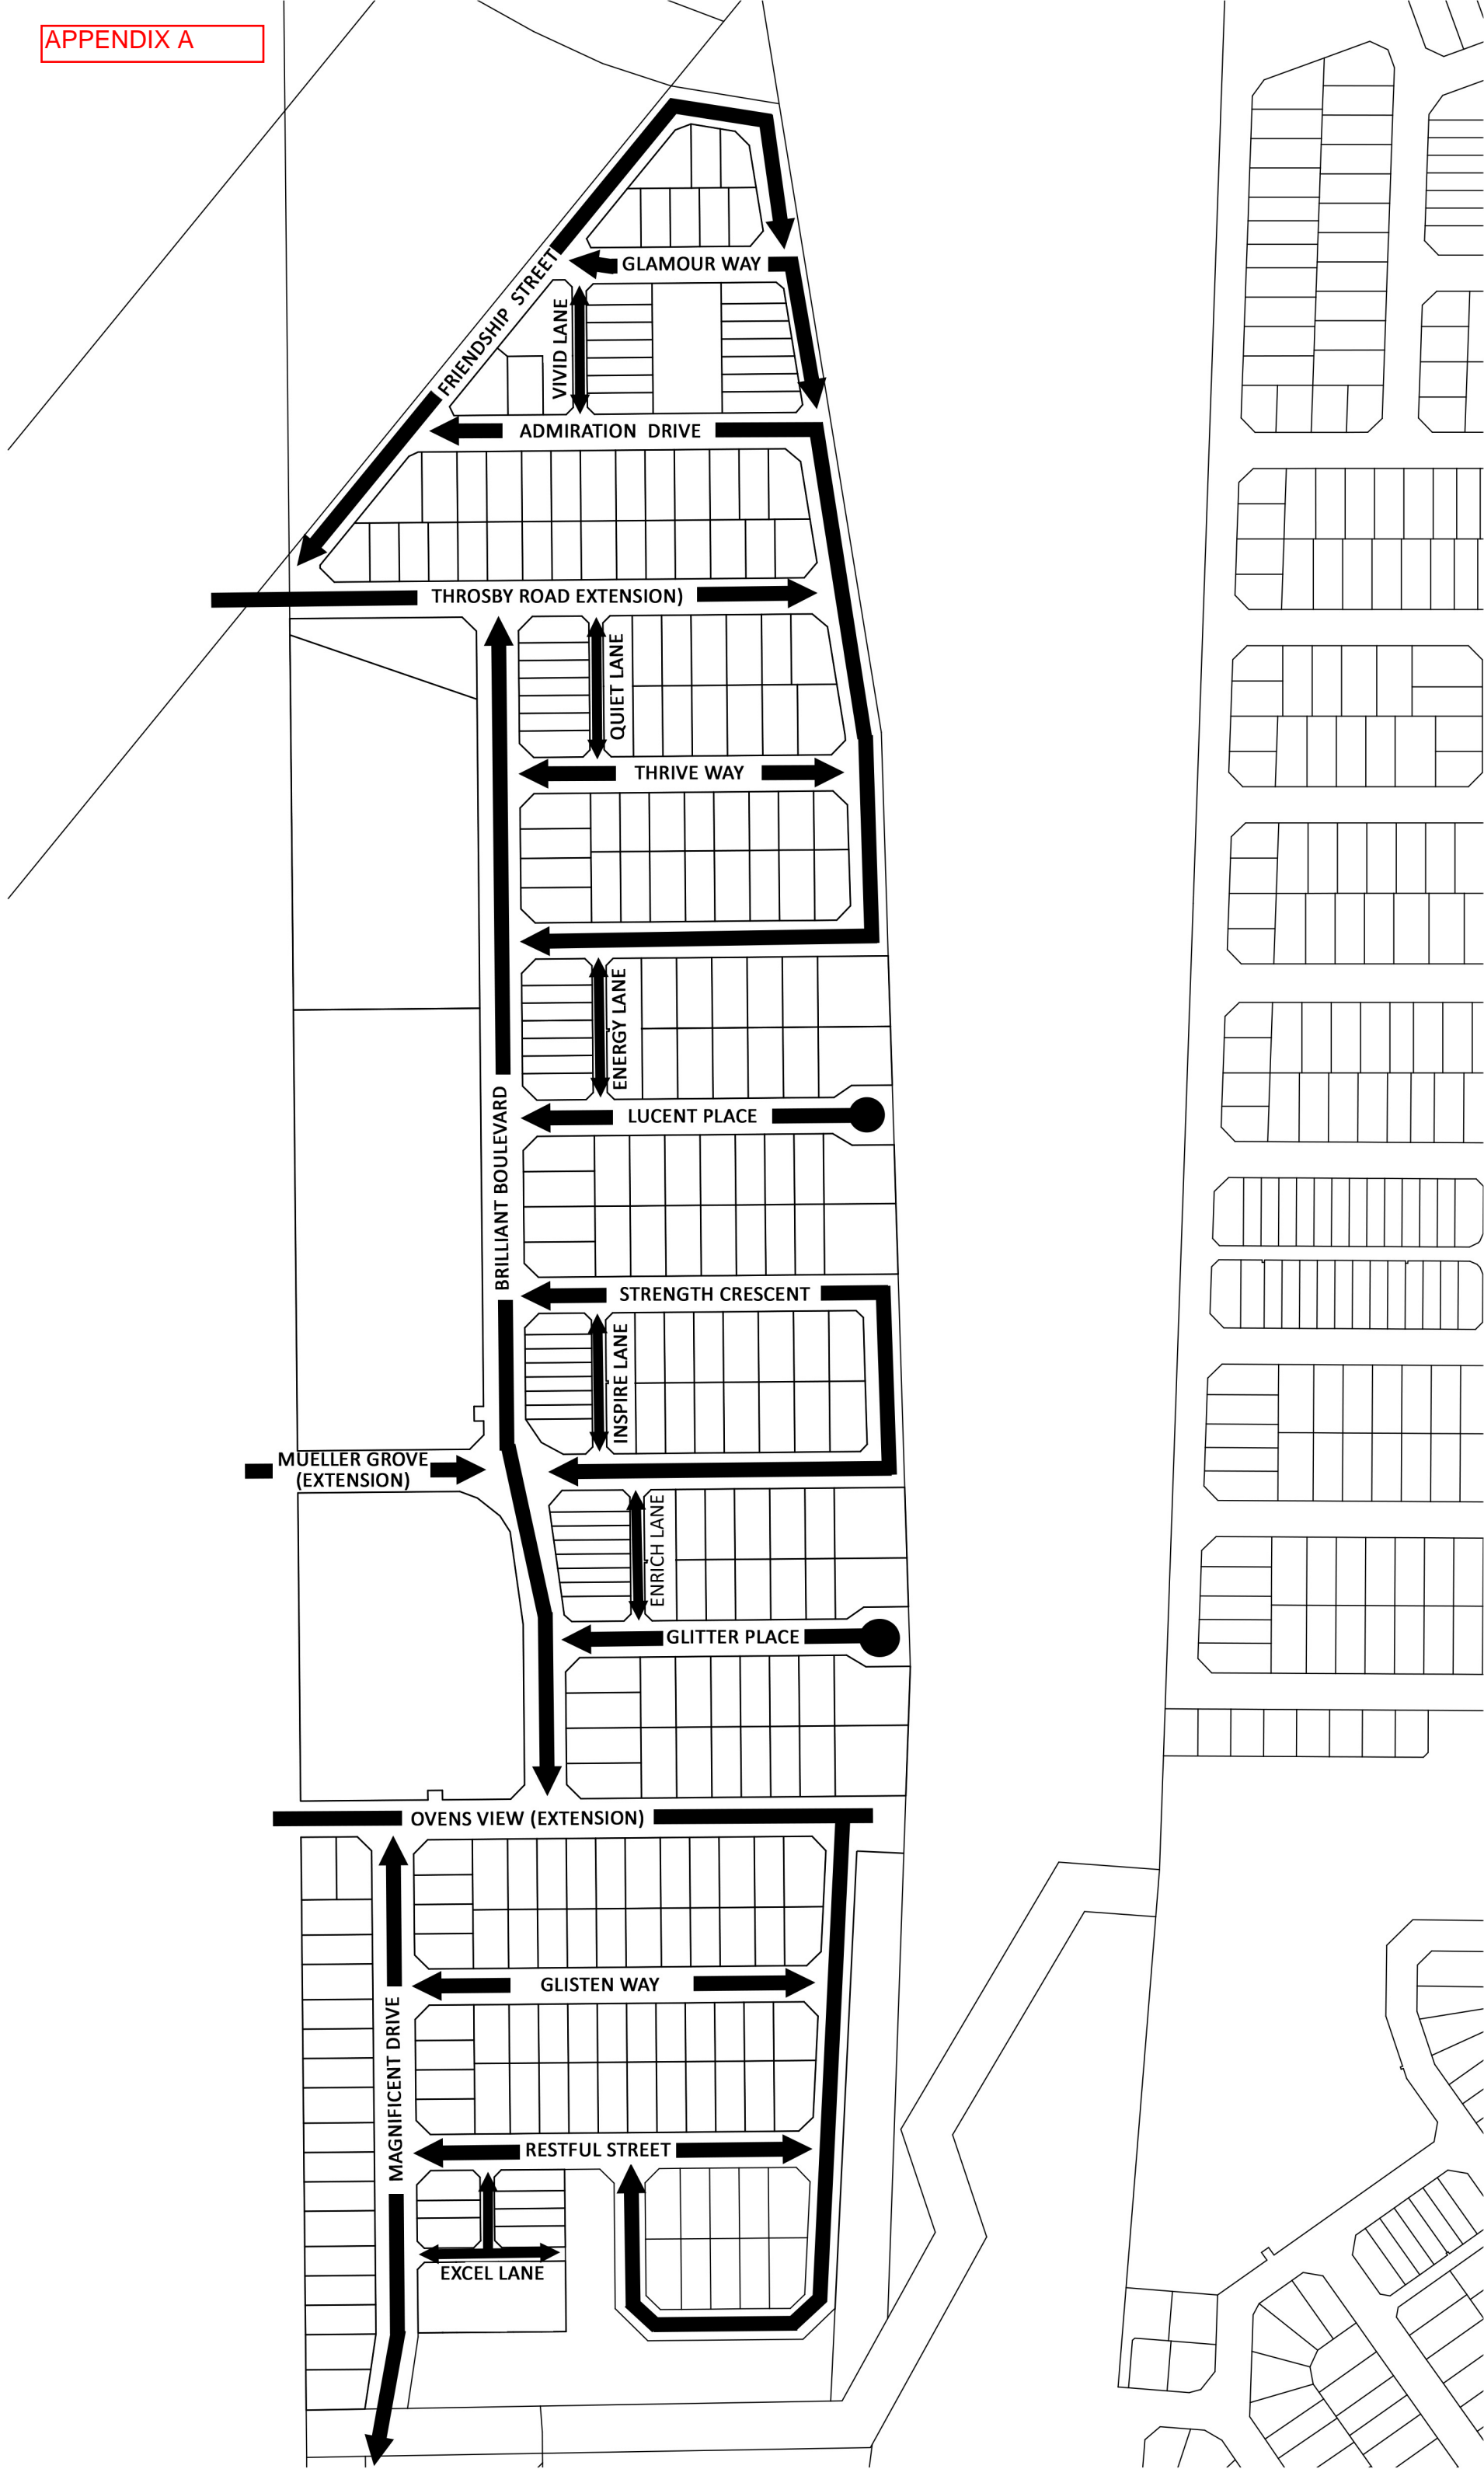 APPENDIX A
GLAMOUR WAY
FRIENDSHIP STREET
VIVID LANE
ADMIRATION DRIVE
THROSBY ROAD EXTENSION)
QUIET LANE
THRIVE WAY
ENERGY LANE
LUCENT PLACE
BRILLIANT BOULEVARD
STRENGTH CRESCENT
INSPIRE LANE
MUELLER GROVE
(EXTENSION)
ENRICH LANE
GLITTER PLACE
OVENS VIEW (EXTENSION)
GLISTEN WAY
MAGNIFICENT DRIVE
RESTFUL STREET
EXCEL LANE